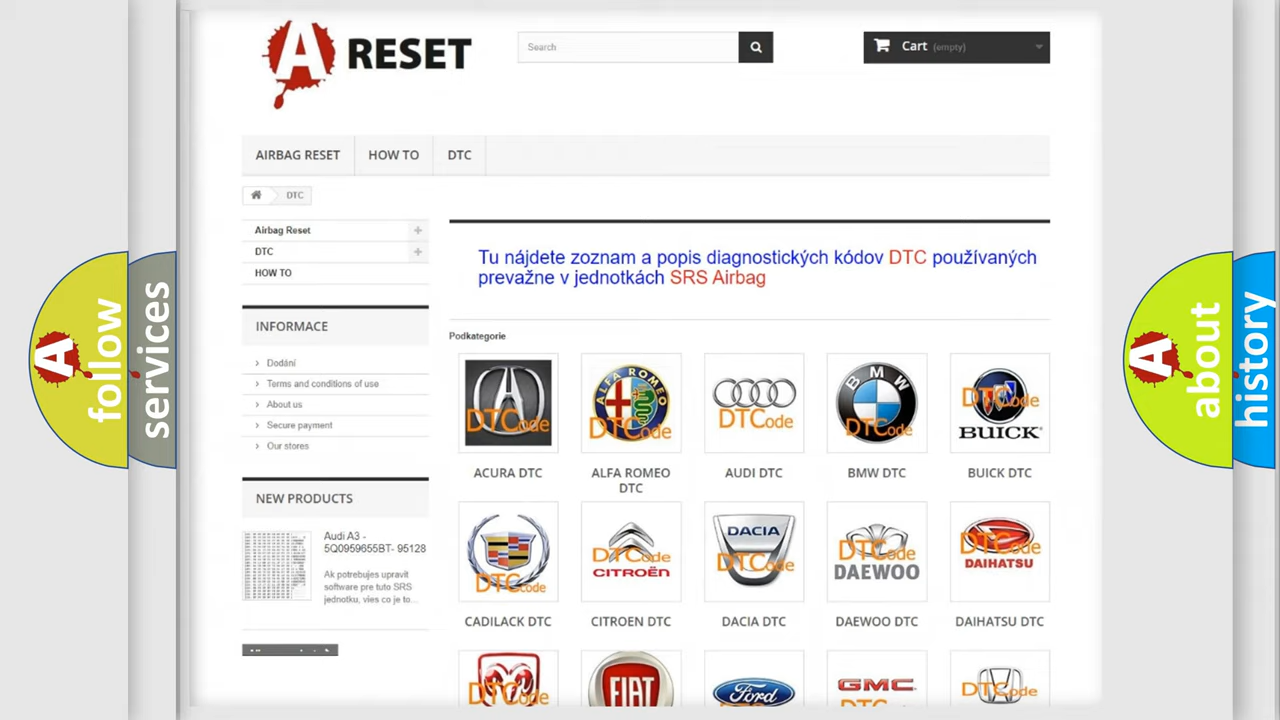 A RESET
Search
Cart (empty)
AIRBAG RESET
HOW TO
DTC
DTC
Airbag Reset
DTC
HOW TO
Tu nájdete zoznam a popis diagnostických kódov DTC používaných
prevažne v jednotkách SRS Airbag
INFORMACE
Dodání
Terms and conditions of use
About us
Secure payment
Our stores
NEW PRODUCTS
Audi A3 -
5Q0959655BT- 95128
Ak potrebujes upravit
software pre tuto SRS
jednotku, vies co je to...
Podkategorie
DTCode
ALFA ROMEO
DTCode
DTCode
BMW
DTCode
DTCode
BUICK
ACURA DTC
ALFA ROMEO
DTC
AUDI DTC
BMW DTC
BUICK DTC
DTCode
DTCode
CITROËN
DACIA
DTCode
DTCode
DAEWOO
DTCode
DAIHATSU
CADILACK DTC
CITROEN DTC
DACIA DTC
DAEWOO DTC
DAIHATSU DTC
DTCode
FIAT
Ford
GMC
DTCode
A follow
services
A about
history